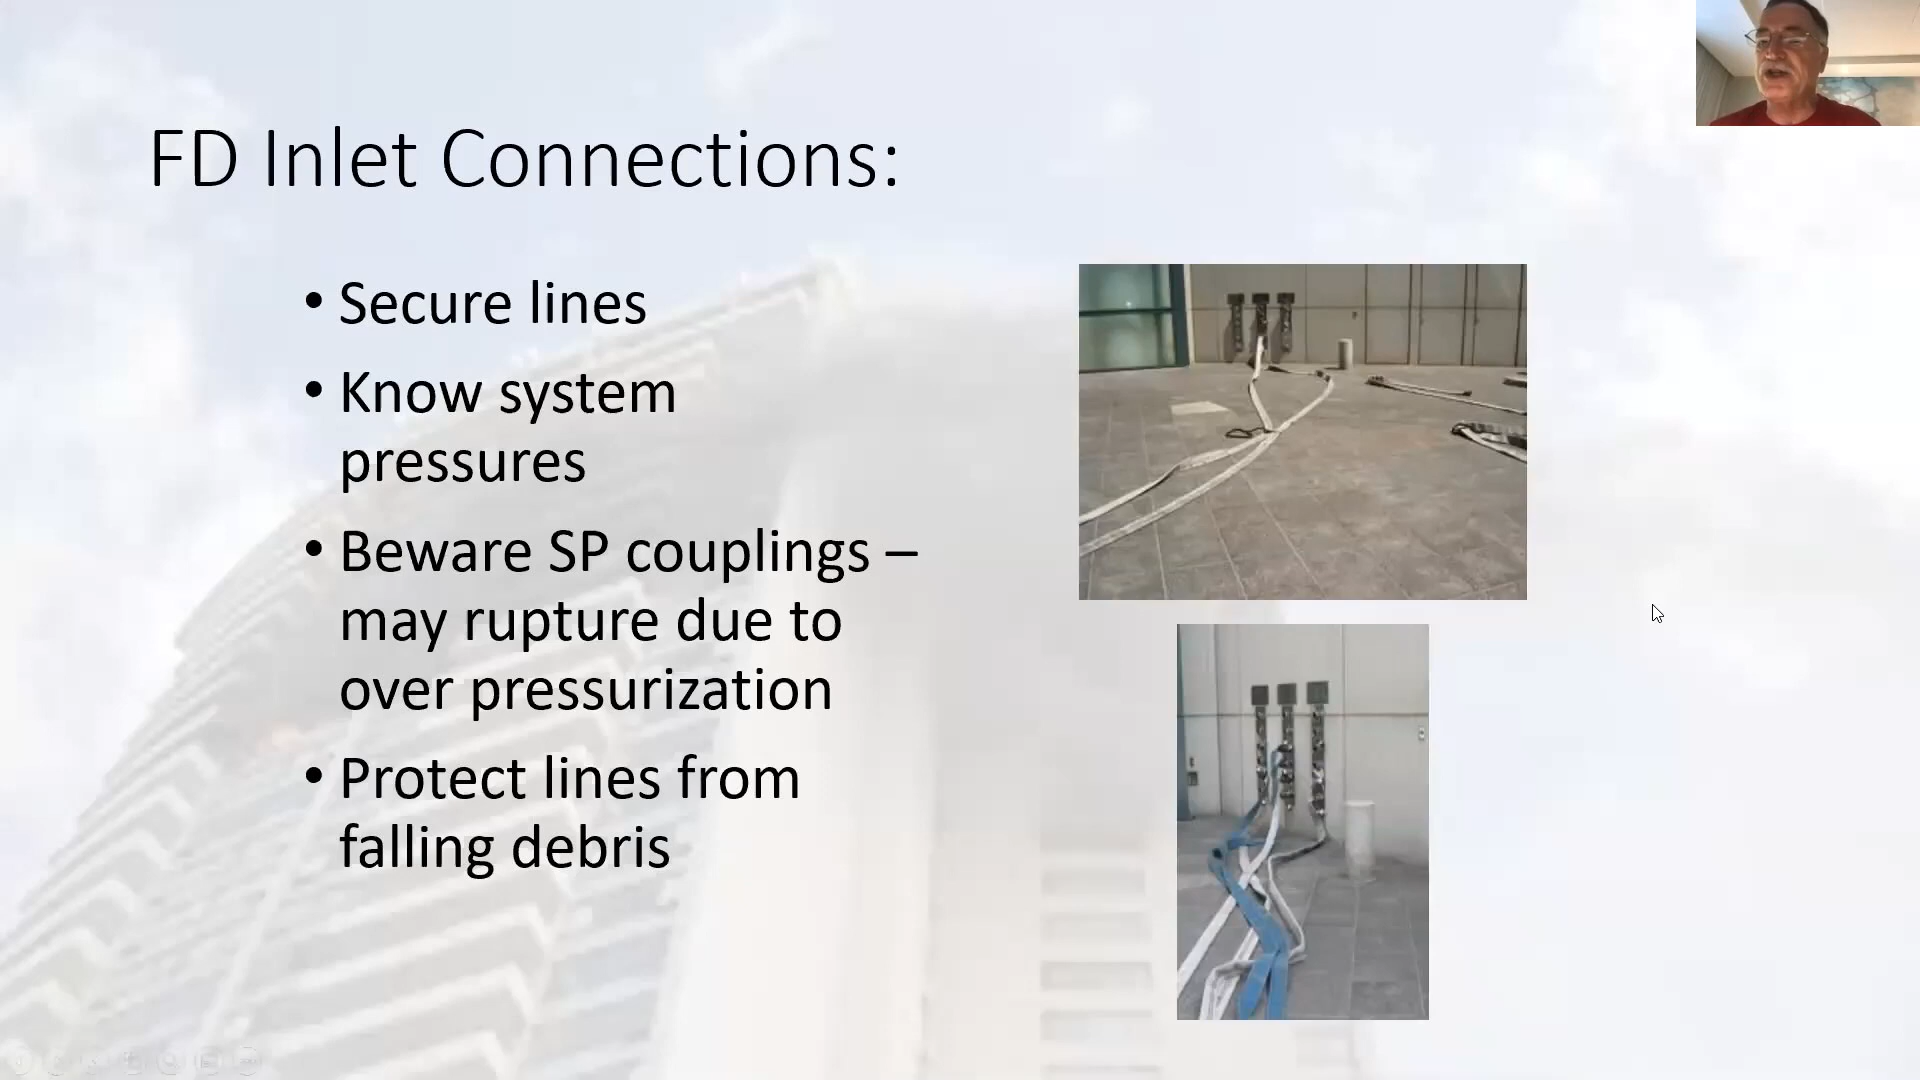 FD Inlet Connections:
• Secure lines
• Know system
pressures
• Beware SP couplings –
may rupture due to
over pressurization
• Protect lines from
falling debris